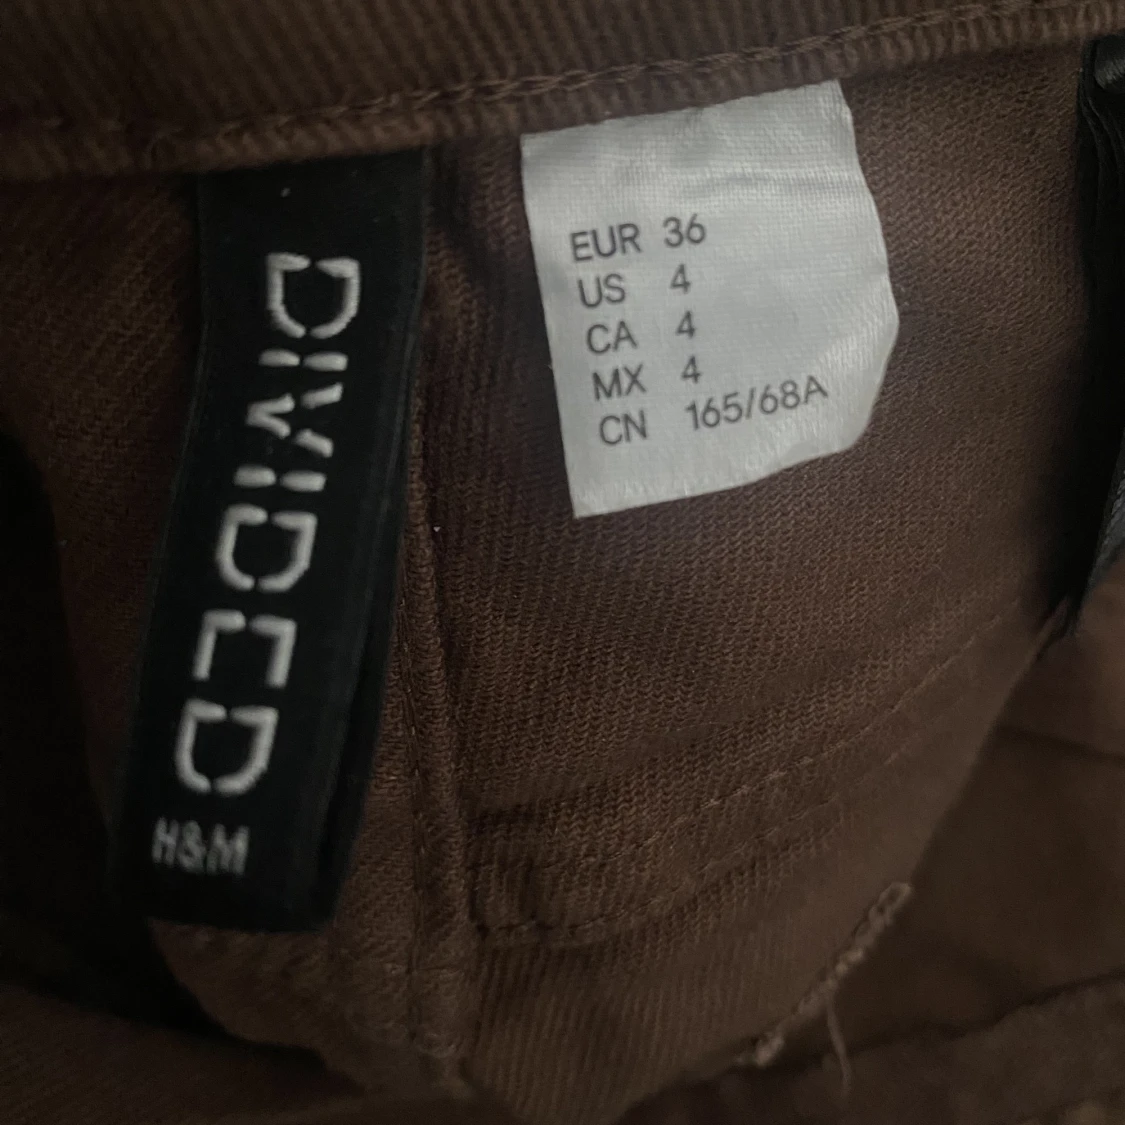 DIVIDED
H&M
EUR 36
US 4
CA 4
MX 4
CN 165/68A